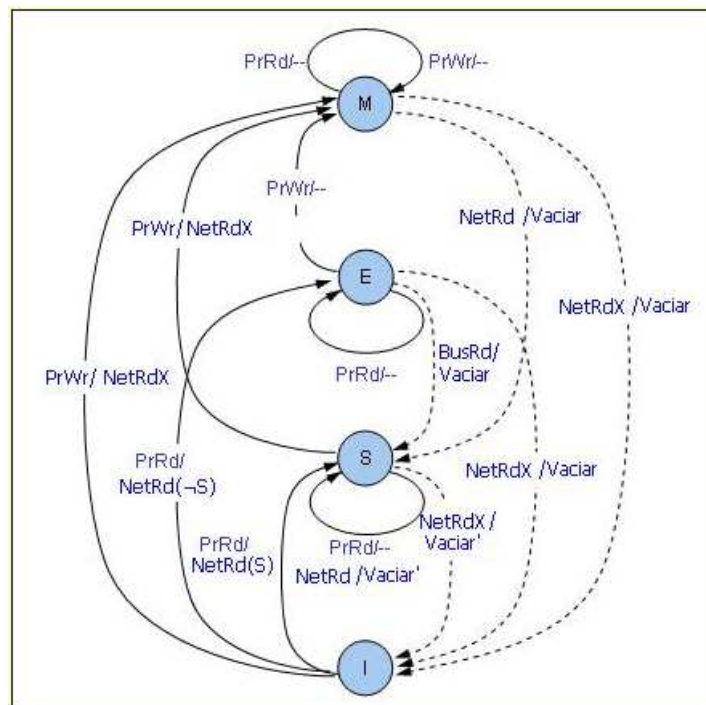 PrRd/--
PrWr/--
M
PrWr/--
NetRd /Vaciar
PrWr/ NetRdX
E
NetRdX /Vaciar
BusRd/
Vaciar
PrRd/--
PrWr/ NetRdX
S
PrRd/
NetRd(¬S)
NetRdX /Vaciar
NetRdX /
Vaciar'
PrRd/
NetRd(S)
PrRd/--
NetRd /Vaciar'
I